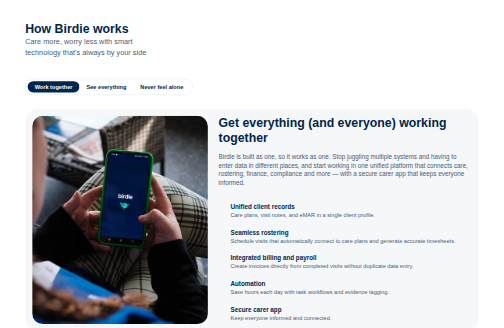 How Birdie works
Care more, worry less with smart
technology that's always by your side
Work together
See everything
Never feel alone
birdie
Get everything (and everyone) working
together
Birdie is built as one, so it works as one. Stop juggling multiple systems and having to
enter data in different places, and start working in one unified platform that connects care,
rostering, finance, compliance and more — with a secure carer app that keeps everyone
informed.
Unified client records
Care plans, visit notes, and eMAR in a single client profile.
Seamless rostering
Schedule visits that automatically connect to care plans and generate accurate timesheets.
Integrated billing and payroll
Create invoices directly from completed visits without duplicate data entry.
Automation
Save hours each day with task workflows and evidence tagging.
Secure carer app
Keep everyone informed and connected.